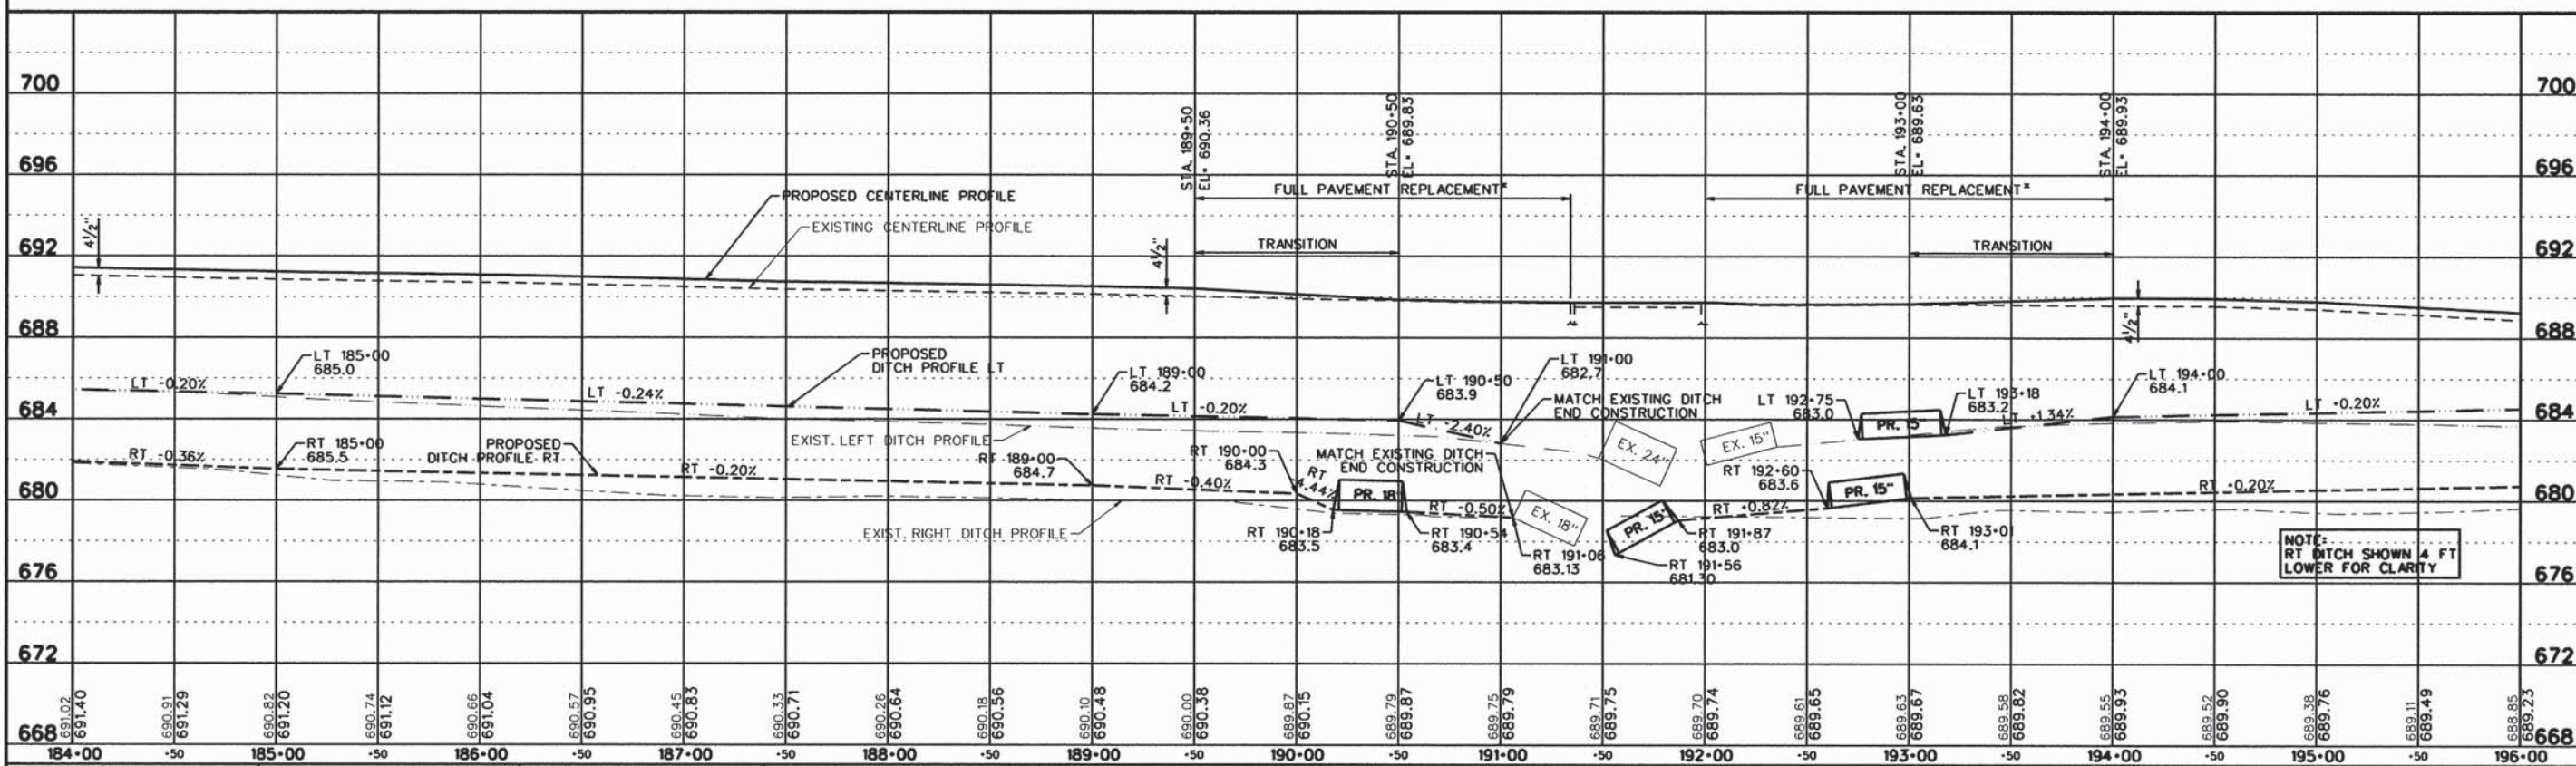 700
700
696
696
692
692
688
688
684
684
680
680
676
676
672
672
668
668
STA. 189+50
EL= 690.36
STA. 190+50
EL= 689.83
STA. 193+00
EL= 689.63
STA. 194+00
EL= 689.93
FULL PAVEMENT REPLACEMENT*
FULL PAVEMENT REPLACEMENT*
TRANSITION
TRANSITION
PROPOSED CENTERLINE PROFILE
EXISTING CENTERLINE PROFILE
4½"
4½"
4½"
LT -0.20%
LT 185+00
685.0
LT -0.24%
PROPOSED
DITCH PROFILE LT
LT 189+00
684.2
LT -0.20%
LT 190+50
683.9
LT -2.40%
LT 191+00
682.7
MATCH EXISTING DITCH
END CONSTRUCTION
LT 192+75
683.0
PR. 15"
LT 193+18
683.2
LT +1.34%
LT 194+00
684.1
LT +0.20%
EXIST. LEFT DITCH PROFILE
EX. 24"
EX. 15"
RT -0.36%
RT 185+00
685.5
PROPOSED
DITCH PROFILE RT
RT -0.20%
RT 189+00
684.7
RT -0.40%
RT 190+00
684.3
RT
-4.44%
MATCH EXISTING DITCH
END CONSTRUCTION
PR. 18"
RT -0.50%
EX. 18"
PR. 15"
RT +0.82%
RT 192+60
683.6
PR. 15"
RT +0.20%
EXIST. RIGHT DITCH PROFILE
RT 190+18
683.5
RT 190+54
683.4
RT 191+06
683.13
RT 191+56
681.30
RT 191+87
683.0
RT 193+01
684.1
NOTE:
RT DITCH SHOWN 4 FT
LOWER FOR CLARITY
691.02
691.40
690.91
691.29
690.82
691.20
690.74
691.12
690.66
691.04
690.57
690.95
690.45
690.83
690.33
690.71
690.26
690.64
690.18
690.56
690.10
690.48
690.00
690.38
689.87
690.15
689.79
689.87
689.75
689.79
689.71
689.75
689.70
689.74
689.61
689.65
689.63
689.67
689.58
689.82
689.55
689.93
689.52
689.90
689.38
689.76
689.11
689.49
688.85
689.23
184+00 +50 185+00 +50 186+00 +50 187+00 +50 188+00 +50 189+00 +50 190+00 +50 191+00 +50 192+00 +50 193+00 +50 194+00 +50 195+00 +50 196+00